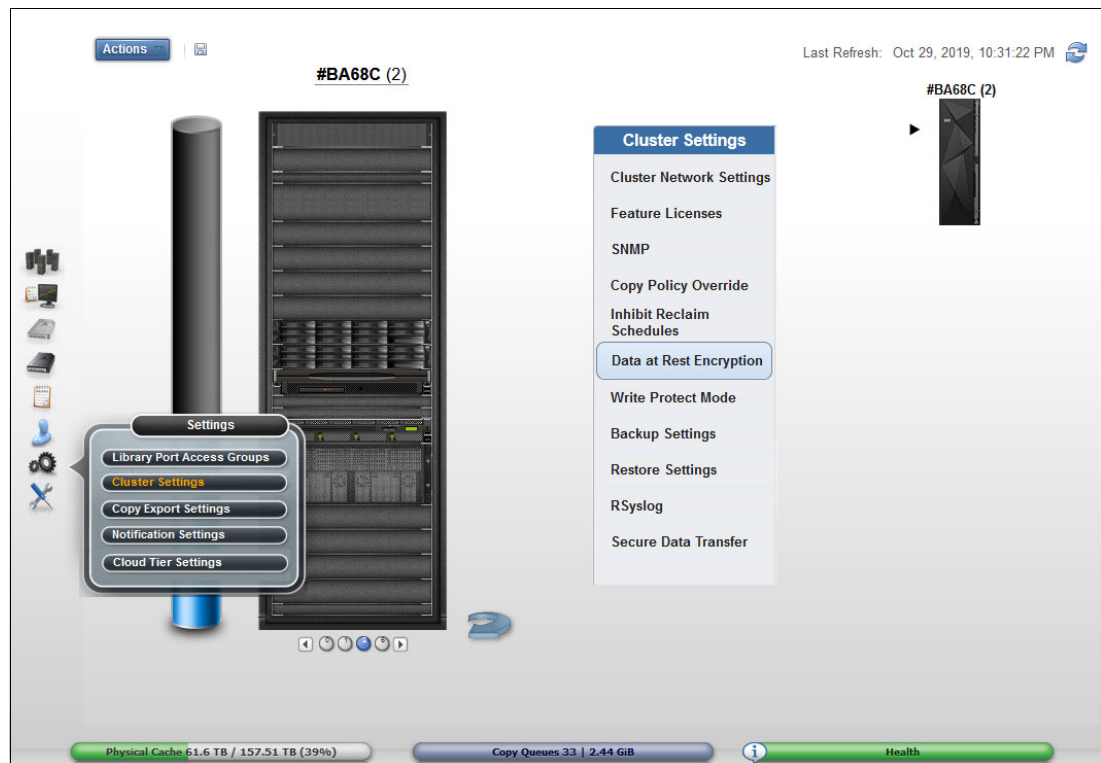 Actions
Last Refresh: Oct 29, 2019, 10:31:22 PM
#BA68C (2)
#BA68C (2)
Cluster Settings
Cluster Network Settings
Feature Licenses
SNMP
Copy Policy Override
Inhibit Reclaim
Schedules
Data at Rest Encryption
Write Protect Mode
Backup Settings
Restore Settings
RSyslog
Secure Data Transfer
Settings
Library Port Access Groups
Cluster Settings
Copy Export Settings
Notification Settings
Cloud Tier Settings
Physical Cache 61.6 TB / 157.51 TB (39%)
Copy Queues 33 | 2.44 GiB
Health